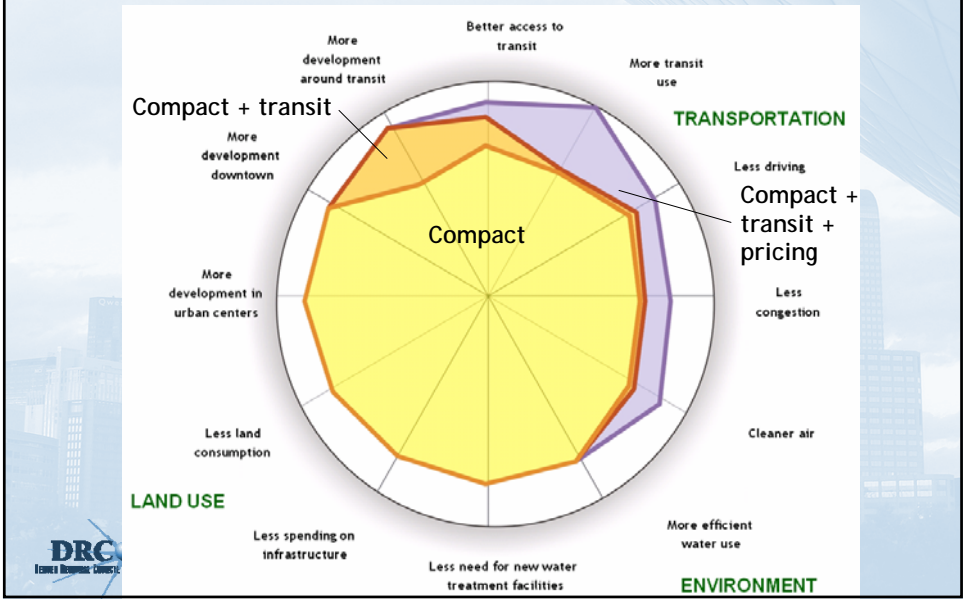 Better access to
transit
More
development
around transit
More transit
use
Compact + transit
TRANSPORTATION
More
development
downtown
Less driving
Compact +
transit +
pricing
Compact
More
development in
urban centers
Less
congestion
Less land
consumption
Cleaner air
LAND USE
Less spending on
infrastructure
More efficient
water use
Less need for new water
treatment facilities
ENVIRONMENT
DRC